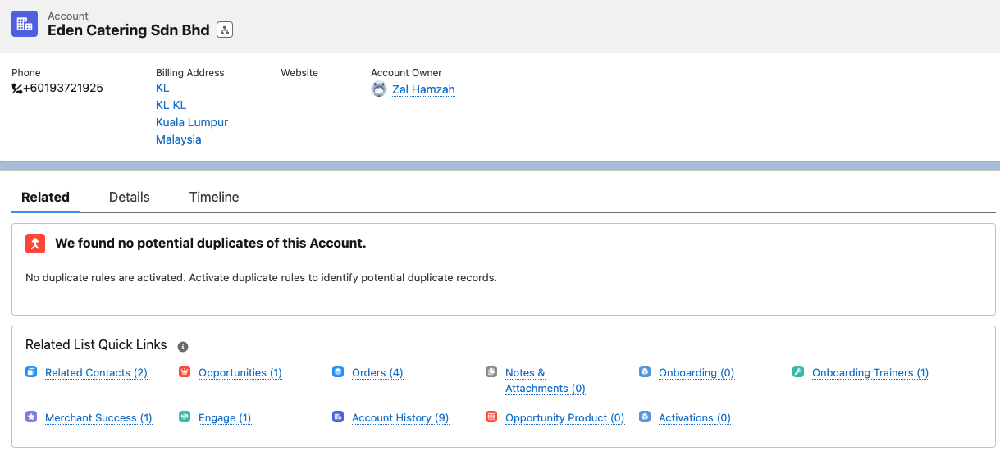 Account
Eden Catering Sdn Bhd
Phone
Billing Address
Website
Account Owner
+60193721925
KL
KL KL
Kuala Lumpur
Malaysia
Zal Hamzah
Related
Details
Timeline
We found no potential duplicates of this Account.
No duplicate rules are activated. Activate duplicate rules to identify potential duplicate records.
Related List Quick Links
Related Contacts (2)
Opportunities (1)
Orders (4)
Notes &
Attachments (0)
Onboarding (0)
Onboarding Trainers (1)
Merchant Success (1)
Engage (1)
Account History (9)
Opportunity Product (0)
Activations (0)